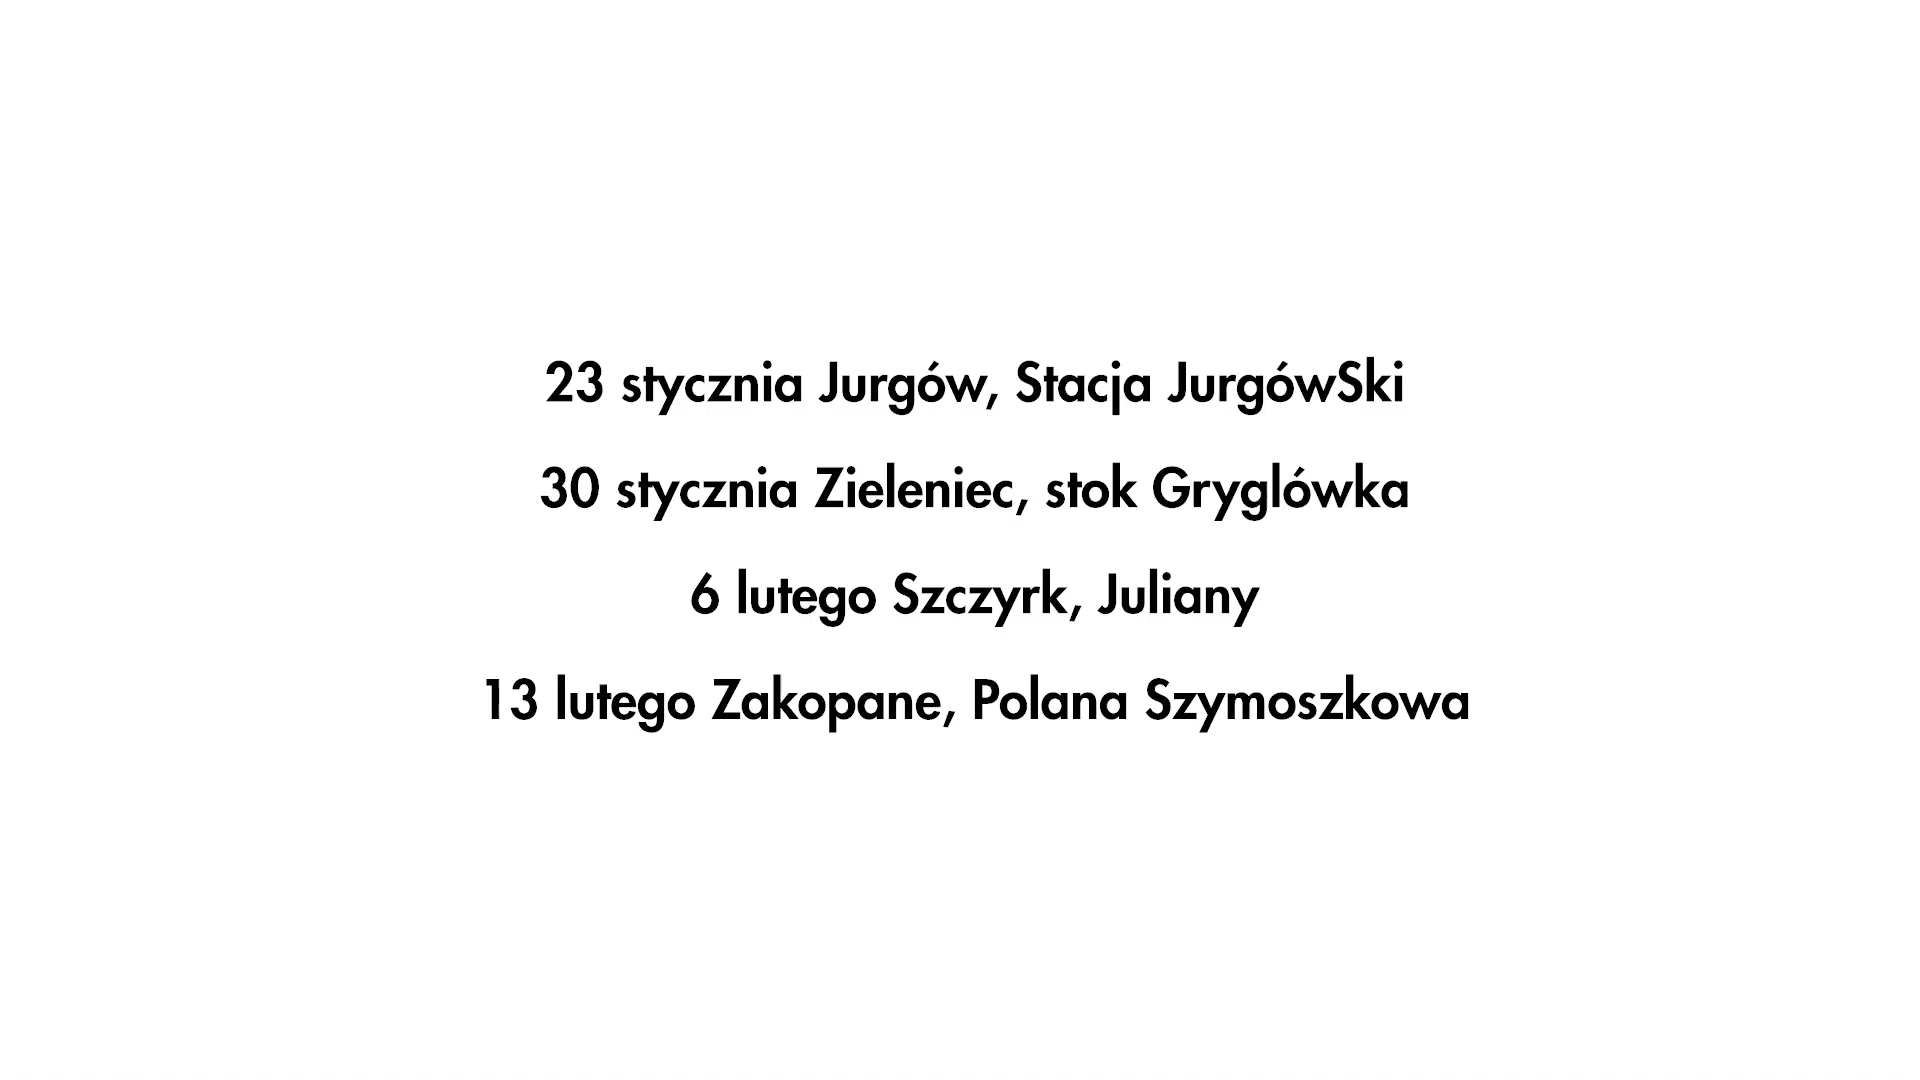 23 stycznia Jurgów, Stacja JurgówSki
30 stycznia Zieleniec, stok Gryglówka
6 lutego Szczyrk, Juliany
13 lutego Zakopane, Polana Szymoszkowa